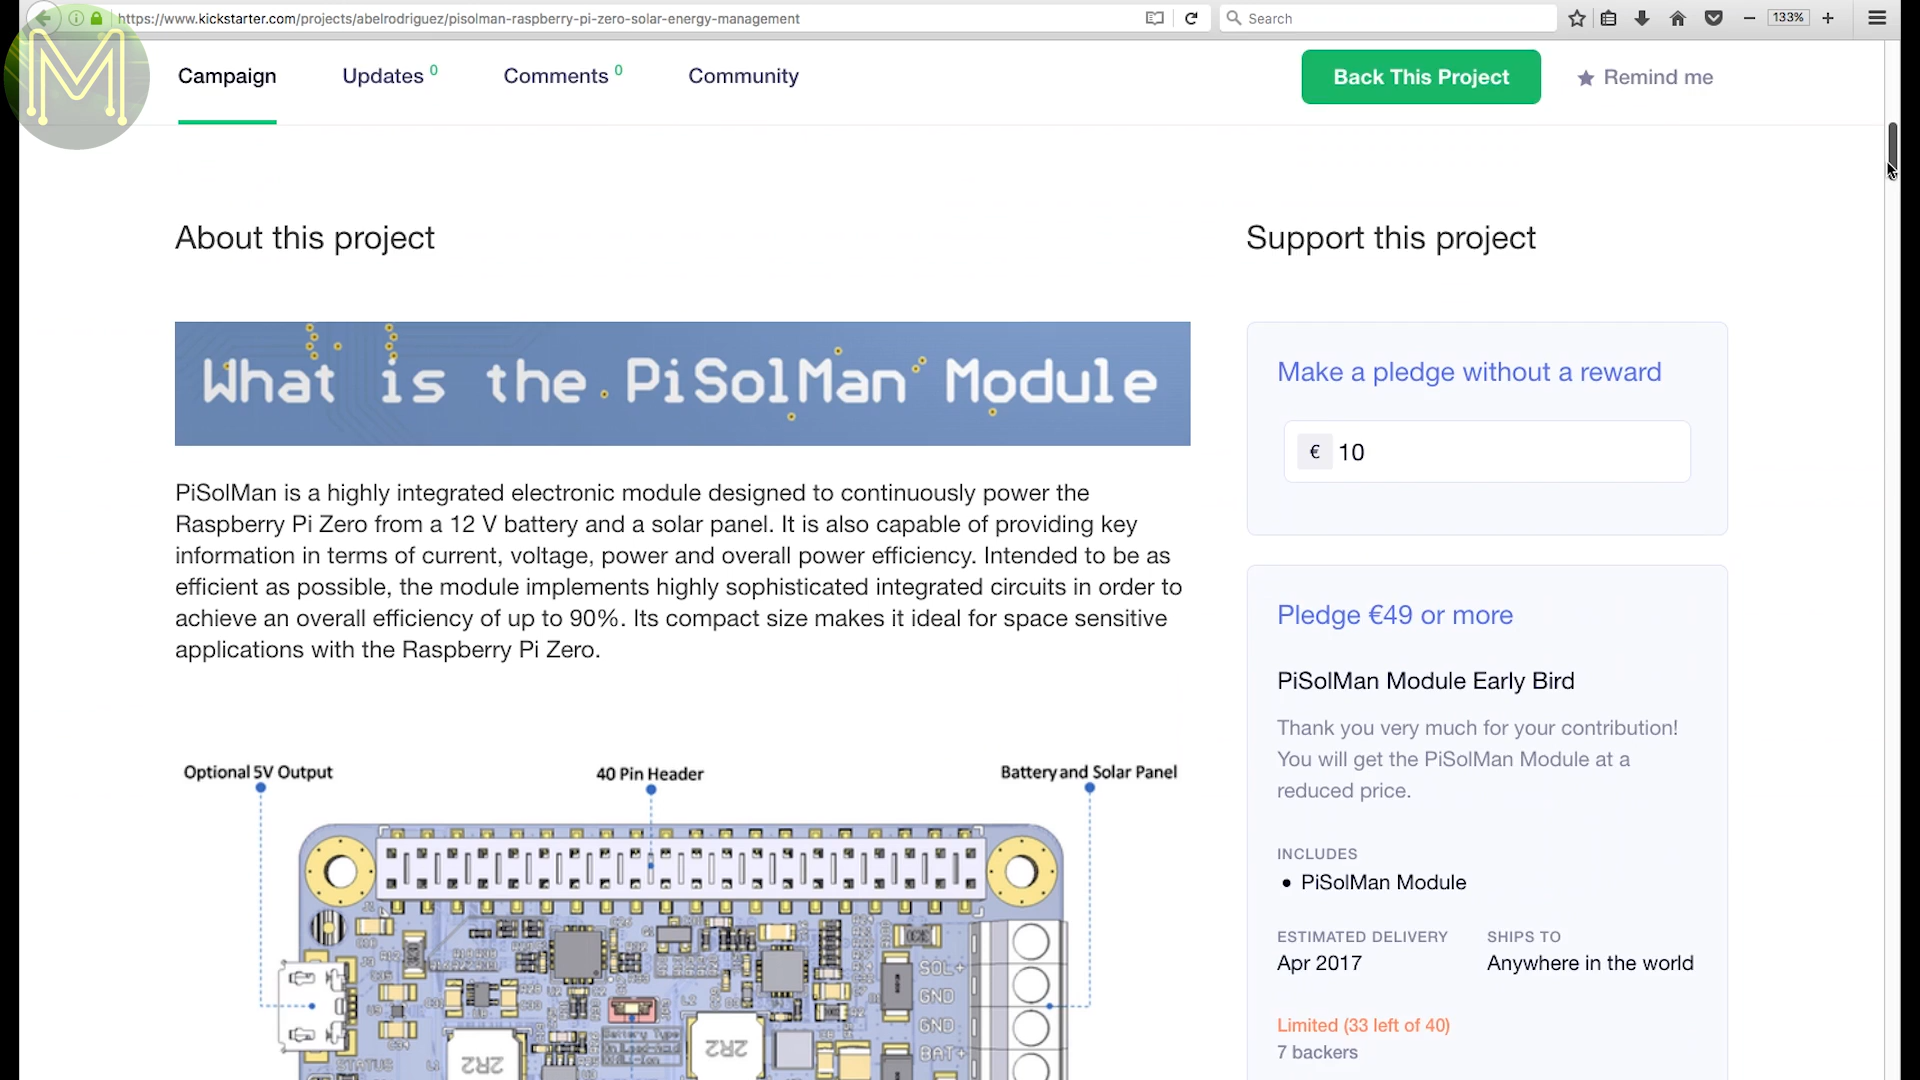 https://www.kickstarter.com/projects/abelrodriguez/pisolman-raspberry-pi-zero-solar-energy-management
Search
133%
M
Campaign
Updates 0
Comments 0
Community
Back This Project
Remind me
About this project
Support this project
What is the PiSolMan Module
Make a pledge without a reward
€ 10
PiSolMan is a highly integrated electronic module designed to continuously power the
Raspberry Pi Zero from a 12 V battery and a solar panel. It is also capable of providing key
information in terms of current, voltage, power and overall power efficiency. Intended to be as
efficient as possible, the module implements highly sophisticated integrated circuits in order to
achieve an overall efficiency of up to 90%. Its compact size makes it ideal for space sensitive
applications with the Raspberry Pi Zero.
Pledge €49 or more
PiSolMan Module Early Bird
Thank you very much for your contribution!
You will get the PiSolMan Module at a
reduced price.
INCLUDES
• PiSolMan Module
ESTIMATED DELIVERY
Apr 2017
SHIPS TO
Anywhere in the world
Limited (33 left of 40)
7 backers
Optional 5V Output
40 Pin Header
Battery and Solar Panel
SOL+
GND
GND
BAT+
STATUS
2R2
2R2